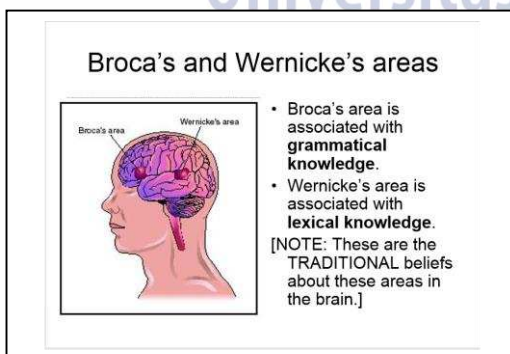 Universitas
Broca's and Wernicke's areas
Broca's area
Wernicke's area
• Broca's area is
associated with
grammatical
knowledge.
• Wernicke's area is
associated with
lexical knowledge.
[NOTE: These are the
TRADITIONAL beliefs
about these areas in
the brain.]